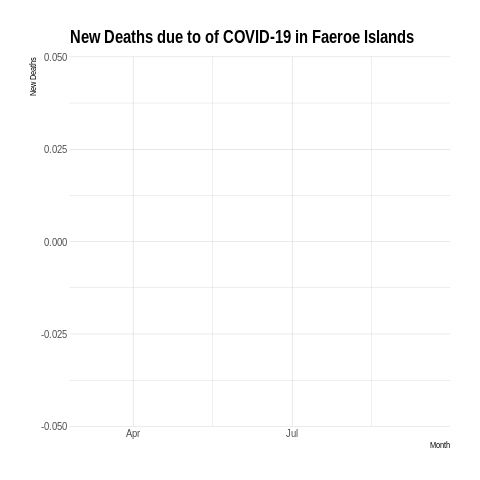 New Deaths due to of COVID-19 in Faeroe Islands
New Deaths
0.050
0.025
0.000
-0.025
-0.050
Apr
Jul
Month